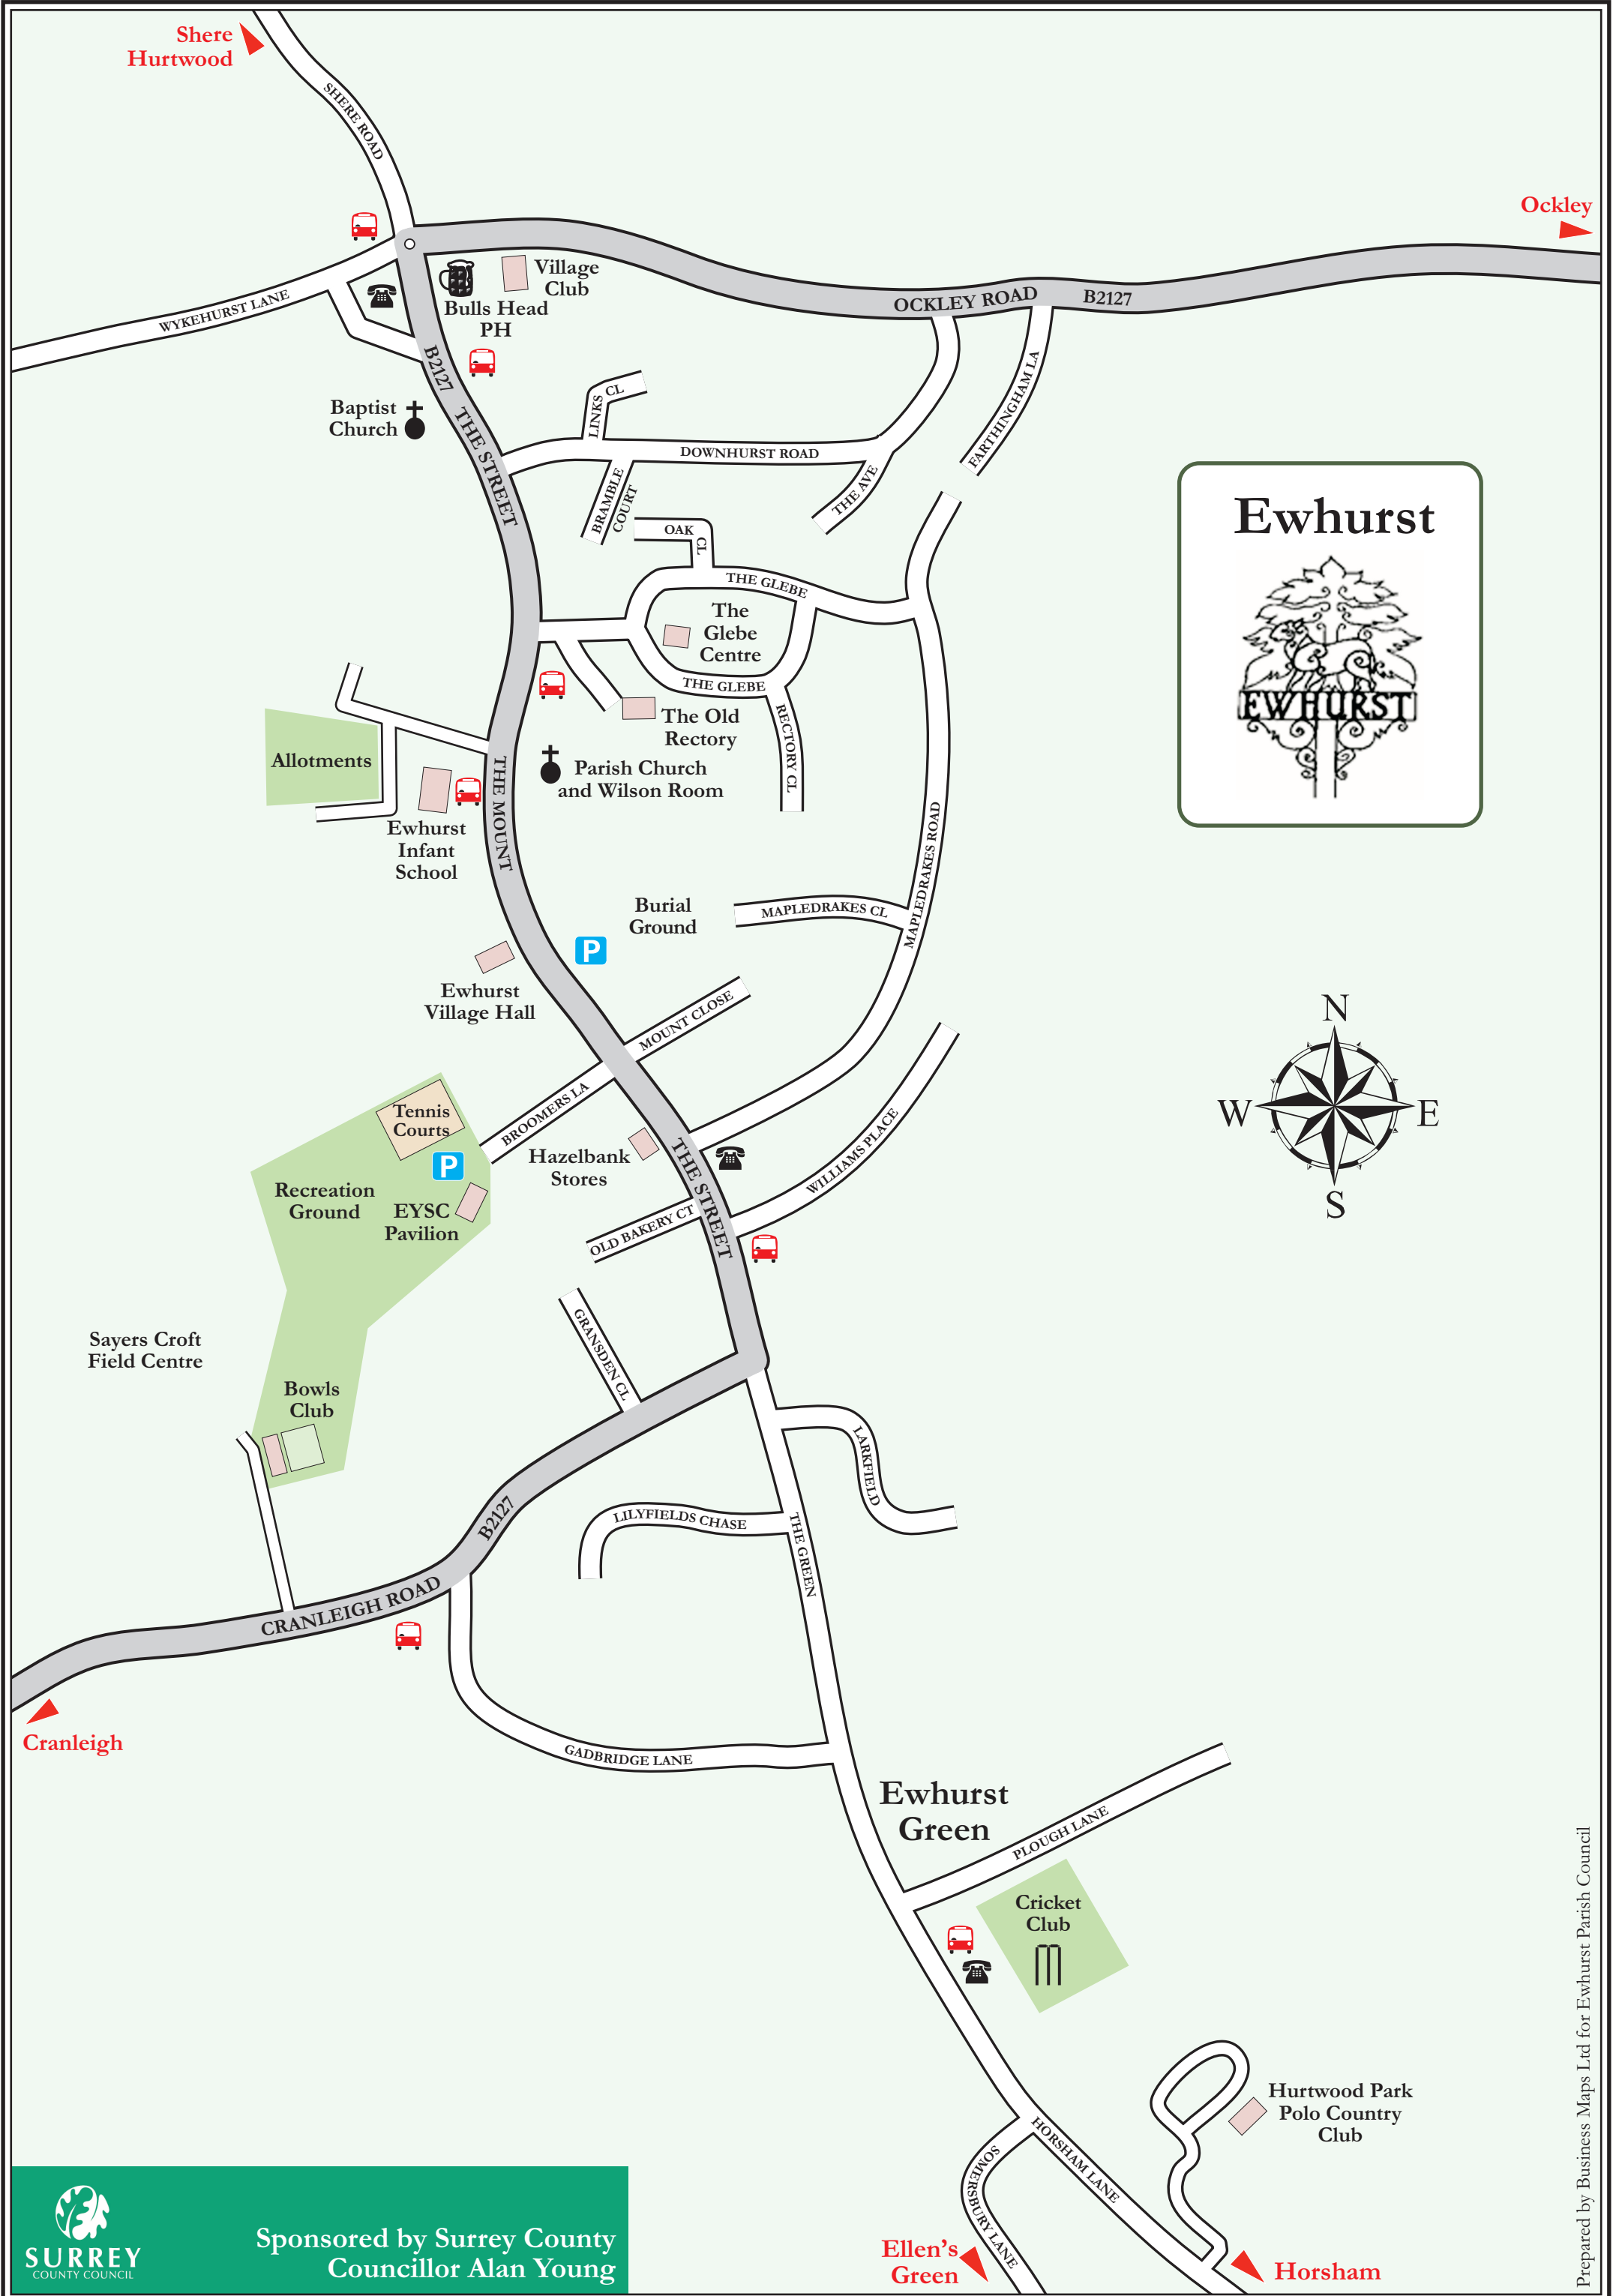 Shere
Hurtwood
SHERE ROAD
Ockley
WYKEHURST LANE
Village
Club
Bulls Head
PH
OCKLEY ROAD
B2127
B2127
THE STREET
Baptist
Church
LINKS CL
DOWNHURST ROAD
FARTHINGHAM LA
THE AVE
BRAMBLE
COURT
OAK CL
THE GLEBE
The
Glebe
Centre
THE GLEBE
RECTORY CL
The Old
Rectory
Parish Church
and Wilson Room
Allotments
THE MOUNT
Ewhurst
Infant
School
Ewhurst
EWHURST
MAPLEDRAKES ROAD
MAPLEDRAKES CL
Burial
Ground
P
Ewhurst
Village Hall
MOUNT CLOSE
BROOMERS LA
N
W
E
S
Tennis
Courts
P
Recreation
Ground
EYSC
Pavilion
Hazelbank
Stores
THE STREET
WILLIAMS PLACE
OLD BAKERY CT
GRANSDEN CL
Sayers Croft
Field Centre
Bowls
Club
LARKFIELD
LILYFIELDS CHASE
THE GREEN
B2127
CRANLEIGH ROAD
Cranleigh
GADBRIDGE LANE
Ewhurst
Green
PLOUGH LANE
Cricket
Club
Hurtwood Park
Polo Country
Club
HORSHAM LANE
SOMERSBURY LANE
Ellen's
Green
Horsham
SURREY
COUNTY COUNCIL
Sponsored by Surrey County
Councillor Alan Young
Prepared by Business Maps Ltd for Ewhurst Parish Council